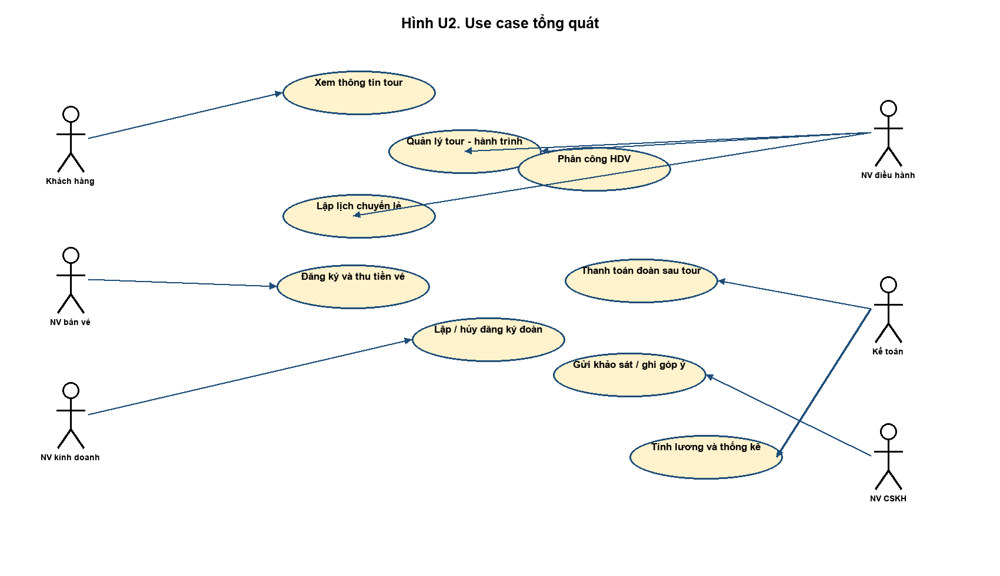 Hình U2. Use case tổng quát
Xem thông tin tour
Quản lý tour - hành trình
Phân công HDV
Khách hàng
NV điều hành
Lập lịch chuyến lẻ
Đăng ký và thu tiền vé
Thanh toán đoàn sau tour
NV bán vé
Lập / hủy đăng ký đoàn
Kế toán
Gửi khảo sát / ghi góp ý
Tính lương và thống kê
NV kinh doanh
NV CSKH